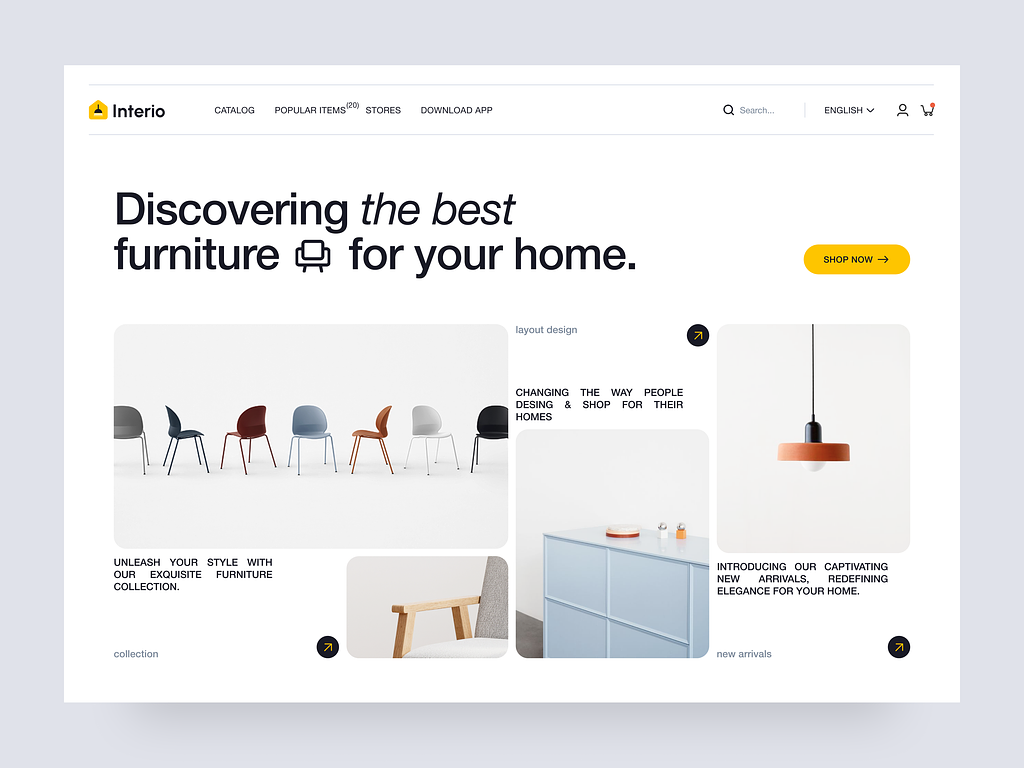 Interio
CATALOG
POPULAR ITEMS(20)
STORES
DOWNLOAD APP
Search...
ENGLISH
Discovering the best
furniture for your home.
SHOP NOW
layout design
CHANGING THE WAY PEOPLE
DESING & SHOP FOR THEIR
HOMES
UNLEASH YOUR STYLE WITH
OUR EXQUISITE FURNITURE
COLLECTION.
collection
INTRODUCING OUR CAPTIVATING
NEW ARRIVALS, REDEFINING
ELEGANCE FOR YOUR HOME.
new arrivals